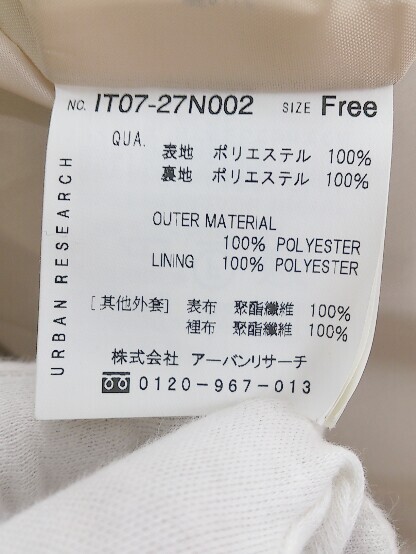 NO. IT07-27N002 SIZE Free
QUA.
表地 ポリエステル 100%
裏地 ポリエステル 100%
OUTER MATERIAL
100% POLYESTER
LINING 100% POLYESTER
[其他外套] 表布 聚酯纖維 100%
裡布 聚酯纖維 100%
株式会社 アーバンリサーチ
0120-967-013
URBAN RESEARCH